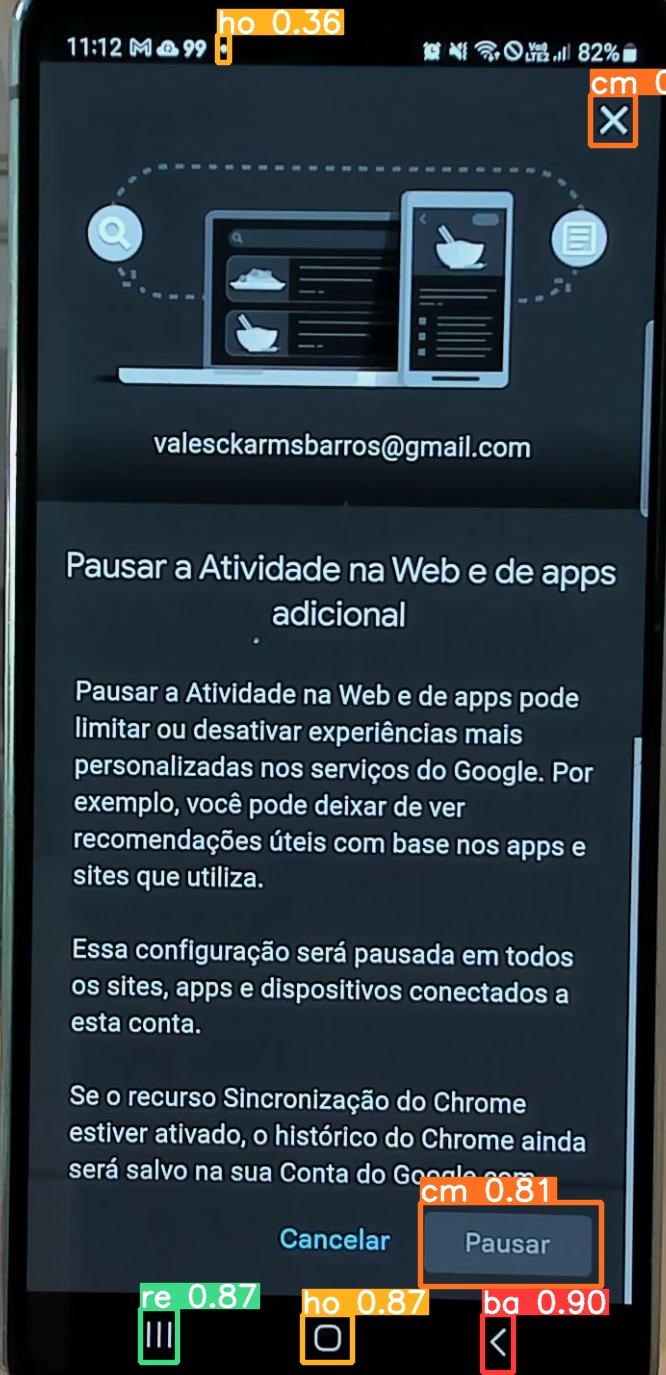 ho 0.36
11:12 99 Voo LTE2 82%
cm 0
valesckarmsbarros@gmail.com
Pausar a Atividade na Web e de apps
adicional
Pausar a Atividade na Web e de apps pode
limitar ou desativar experiências mais
personalizadas nos serviços do Google. Por
exemplo, você pode deixar de ver
recomendações úteis com base nos apps e
sites que utiliza.
Essa configuração será pausada em todos
os sites, apps e dispositivos conectados a
esta conta.
Se o recurso Sincronização do Chrome
estiver ativado, o histórico do Chrome ainda
será salvo na sua Conta do Google com
cm 0.81
Cancelar Pausar
re 0.87 ho 0.87 ba 0.90